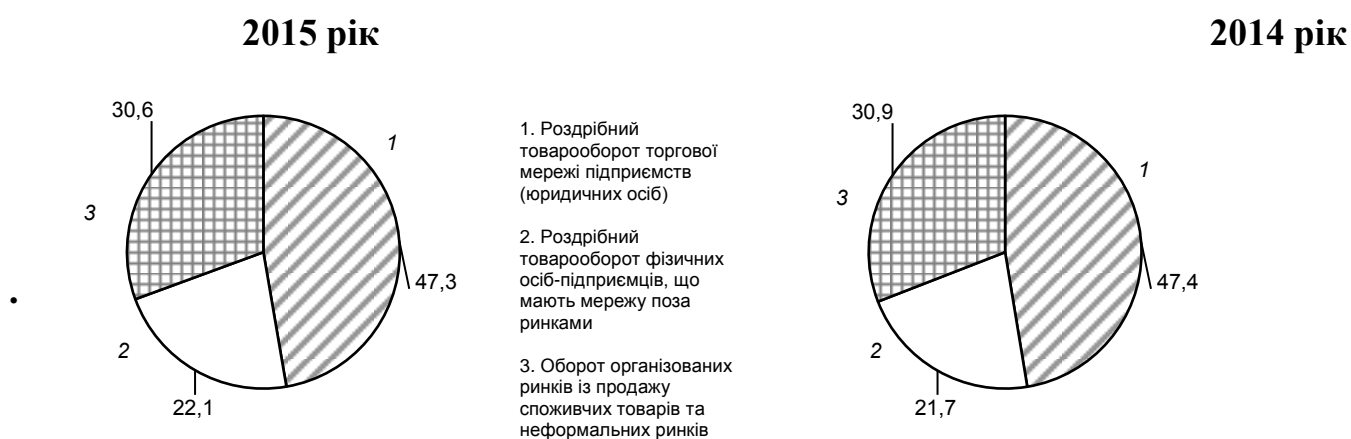 2015 рік
2014 рік
30,6
1
3
47,3
2
22,1
1. Роздрібний
товарооборот торгової
мережі підприємств
(юридичних осіб)
2. Роздрібний
товарооборот фізичних
осіб-підприємців, що
мають мережу поза
ринками
3. Оборот організованих
ринків із продажу
споживчих товарів та
неформальних ринків
30,9
1
3
47,4
2
21,7